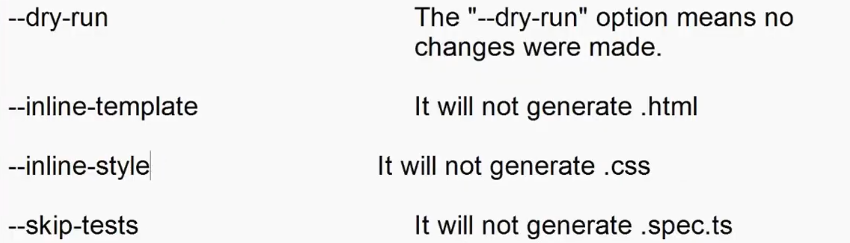 --dry-run The "--dry-run" option means no
changes were made.
--inline-template It will not generate .html
--inline-style It will not generate .css
--skip-tests It will not generate .spec.ts